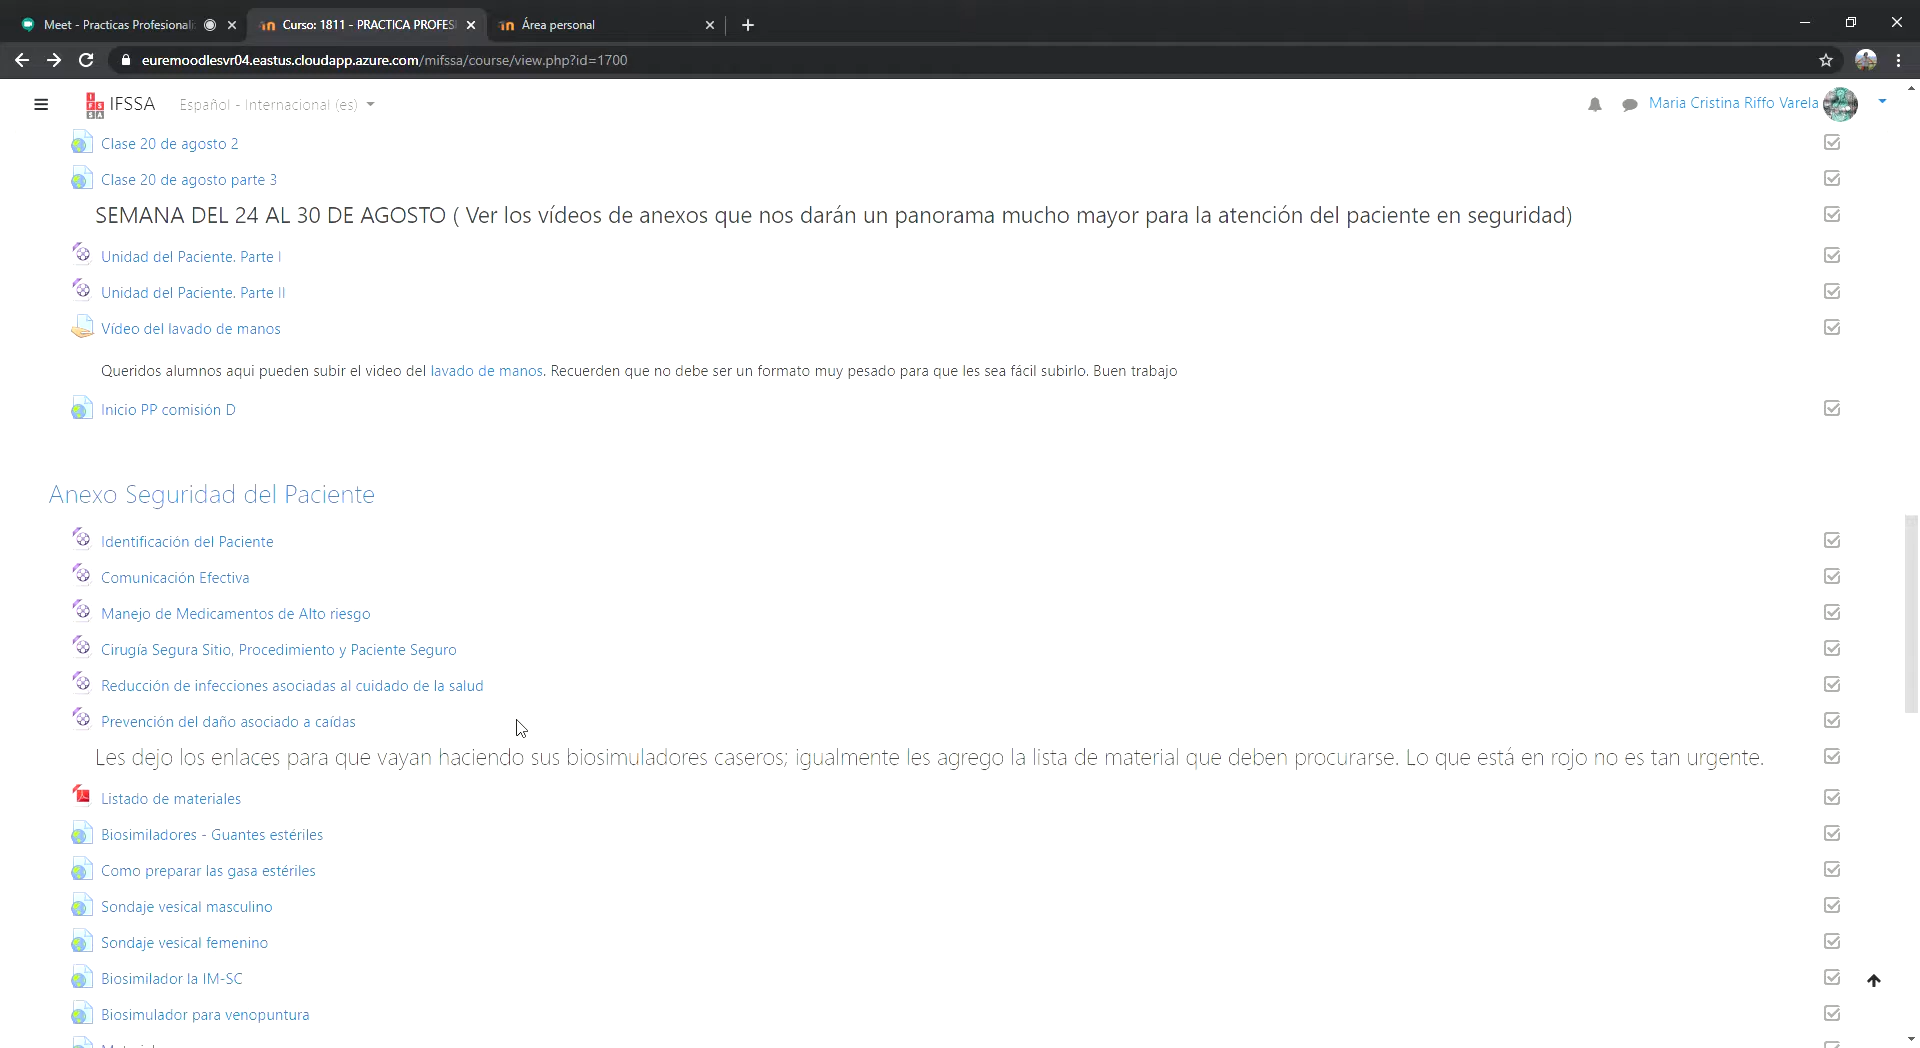 Meet - Practicas Profesionali
Curso: 1811 - PRACTICA PROFES
Área personal
euremoodlesvr04.eastus.cloudapp.azure.com/mifssa/course/view.php?id=1700
IFSSA
Español - Internacional (es)
Maria Cristina Riffo Varela
Clase 20 de agosto 2
Clase 20 de agosto parte 3
SEMANA DEL 24 AL 30 DE AGOSTO ( Ver los vídeos de anexos que nos darán un panorama mucho mayor para la atención del paciente en seguridad)
Unidad del Paciente. Parte I
Unidad del Paciente. Parte II
Vídeo del lavado de manos
Queridos alumnos aqui pueden subir el video del lavado de manos. Recuerden que no debe ser un formato muy pesado para que les sea fácil subirlo. Buen trabajo
Inicio PP comisión D
Anexo Seguridad del Paciente
Identificación del Paciente
Comunicación Efectiva
Manejo de Medicamentos de Alto riesgo
Cirugía Segura Sitio, Procedimiento y Paciente Seguro
Reducción de infecciones asociadas al cuidado de la salud
Prevención del daño asociado a caídas
Les dejo los enlaces para que vayan haciendo sus biosimuladores caseros; igualmente les agrego la lista de material que deben procurarse. Lo que está en rojo no es tan urgente.
Listado de materiales
Biosimiladores - Guantes estériles
Como preparar las gasa estériles
Sondaje vesical masculino
Sondaje vesical femenino
Biosimilador la IM-SC
Biosimulador para venopuntura